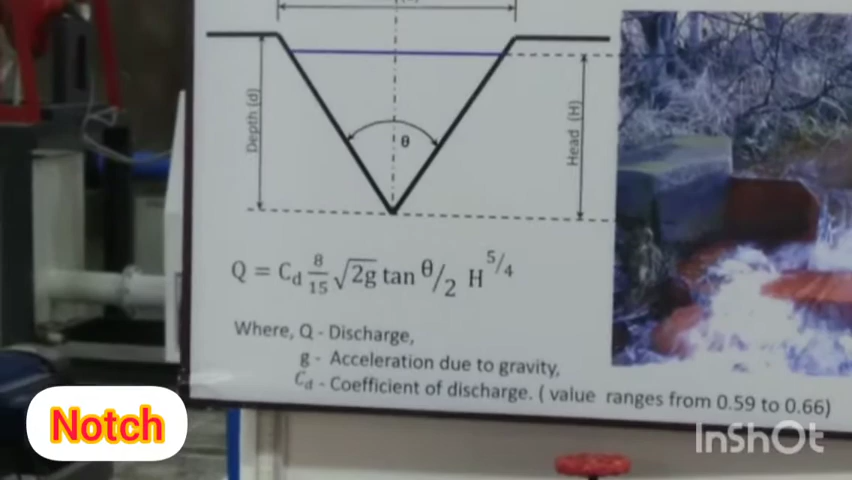 Depth (d)
θ
Head (H)
Q = Cd 8/15 √2g tan θ/2 H 5/4
Where, Q - Discharge,
g - Acceleration due to gravity,
Cd - Coefficient of discharge. ( value ranges from 0.59 to 0.66)
Notch
InShOt